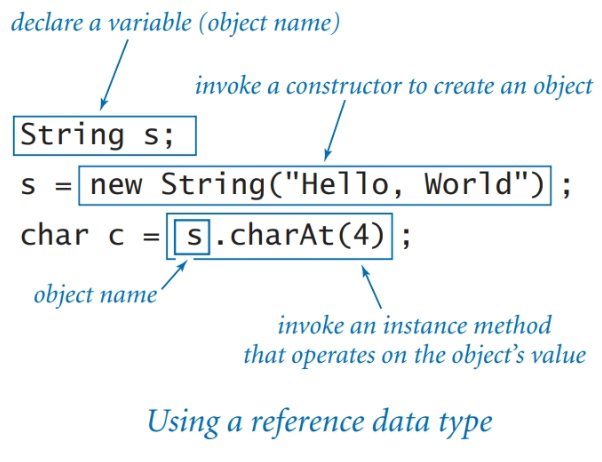 declare a variable (object name)
invoke a constructor to create an object
String s;
s = new String("Hello, World") ;
char c = s.charAt(4) ;
object name
invoke an instance method
that operates on the object's value
Using a reference data type